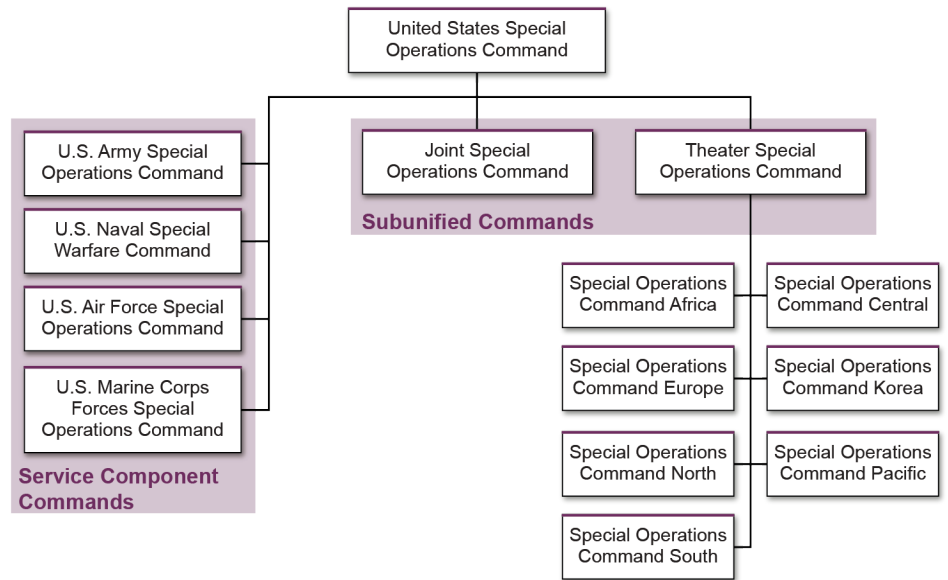 United States Special
Operations Command
U.S. Army Special
Operations Command
U.S. Naval Special
Warfare Command
U.S. Air Force Special
Operations Command
U.S. Marine Corps
Forces Special
Operations Command
Service Component
Commands
Joint Special
Operations Command
Theater Special
Operations Command
Subunified Commands
Special Operations
Command Africa
Special Operations
Command Central
Special Operations
Command Europe
Special Operations
Command Korea
Special Operations
Command North
Special Operations
Command Pacific
Special Operations
Command South